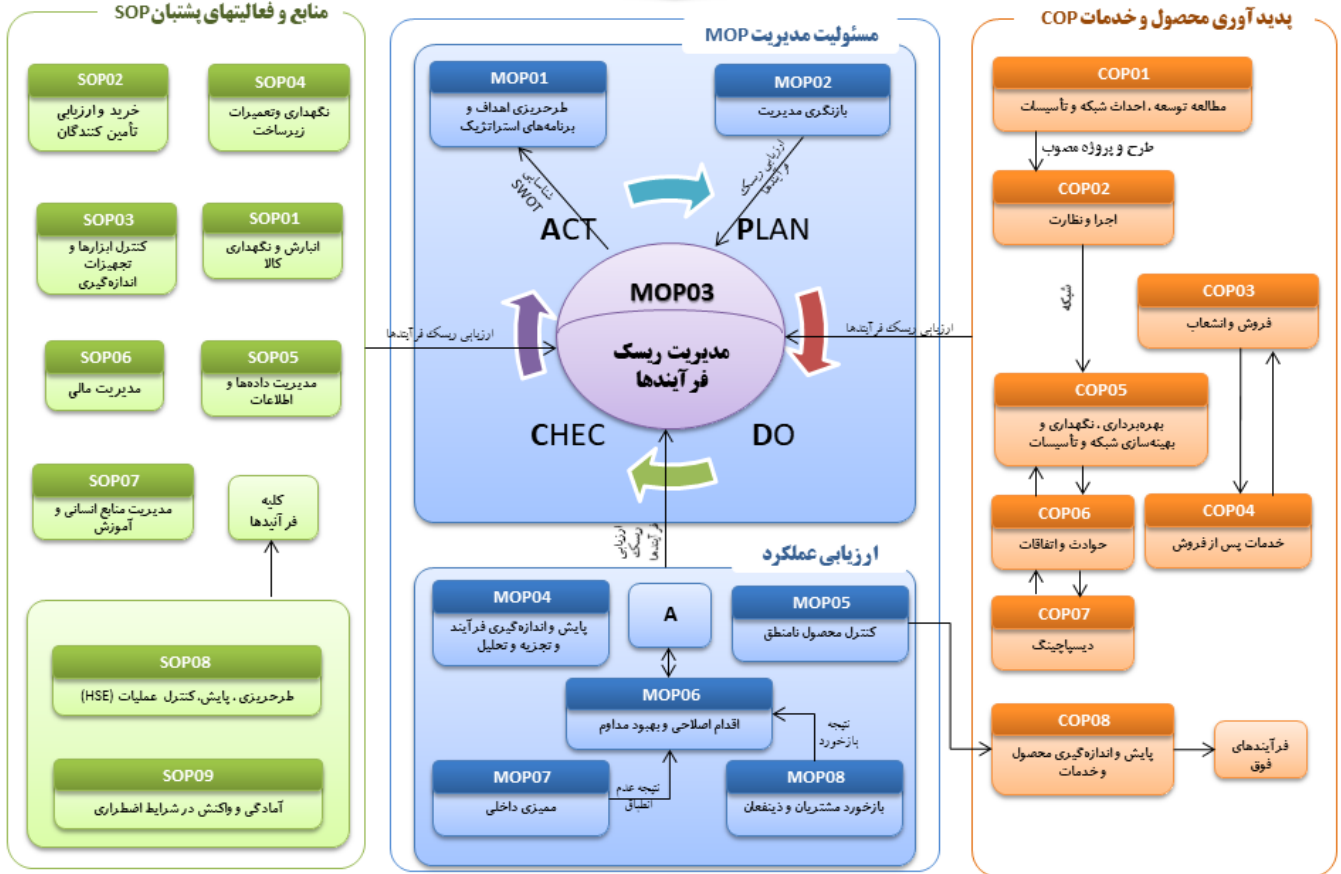 پدیدآوری محصول و خدمات COP
COP01
مطالعه توسعه ، احداث شبکه و تأسیسات
طرح و پروژه مصوب
COP02
اجرا و نظارت
شبکه
COP03
فروش و انشعاب
COP05
بهره‌برداری ، نگهداری و
بهینه‌سازی شبکه و تأسیسات
COP06
حوادث و اتفاقات
COP04
خدمات پس از فروش
COP07
دیسپاچینگ
COP08
پایش و اندازه‌گیری محصول
و خدمات
فرآیندهای
فوق
مسئولیت مدیریت MOP
MOP02
بازنگری مدیریت
MOP01
طرحریزی اهداف و
برنامه‌های استراتژیک
ارزیابی ریسک
فرآیندها
شناسایی
SWOT
ACT
PLAN
MOP03
مدیریت ریسک
فرآیندها
ارزیابی ریسک فرآیندها
ارزیابی ریسک فرآیندها
CHEC
DO
ارزیابی
ریسک
فرآیندها
ارزیابی عملکرد
MOP05
کنترل محصول نامنطق
A
MOP04
پایش و اندازه‌گیری فرآیند
و تجزیه و تحلیل
MOP06
اقدام اصلاحی و بهبود مداوم
نتیجه
بازخورد
MOP08
بازخورد مشتریان و ذینفعان
نتیجه عدم
انطباق
MOP07
ممیزی داخلی
منابع و فعالیتهای پشتبان SOP
SOP04
نگهداری وتعمیرات
زیرساخت
SOP02
خرید و ارزیابی
تأمین کنندگان
SOP01
انبارش و نگهداری
کالا
SOP03
کنترل ابزارها و
تجهیزات
اندازه‌گیری
SOP05
مدیریت داده‌ها و
اطلاعات
SOP06
مدیریت مالی
SOP07
مدیریت منابع انسانی و
آموزش
کلیه
فرآنیدها
SOP08
طرحریزی ، پایش، کنترل عملیات (HSE)
SOP09
آمادگی و واکنش در شرایط اضطراری